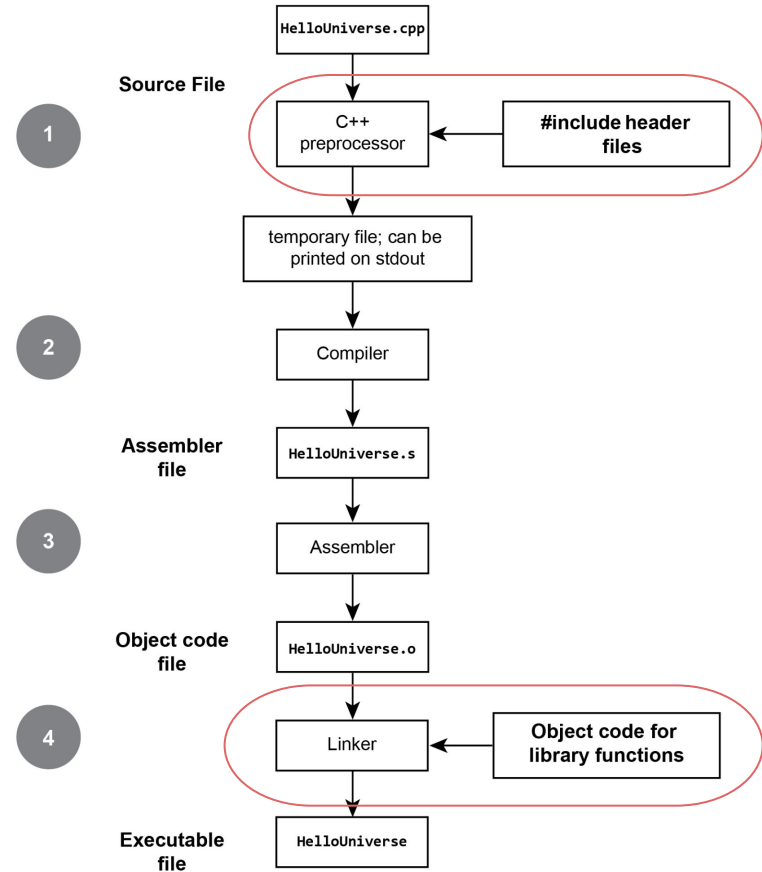 HelloUniverse.cpp
Source File
1
C++
preprocessor
#include header
files
temporary file; can be
printed on stdout
2
Compiler
Assembler
file
HelloUniverse.s
3
Assembler
Object code
file
HelloUniverse.o
4
Linker
Object code for
library functions
Executable
file
HelloUniverse